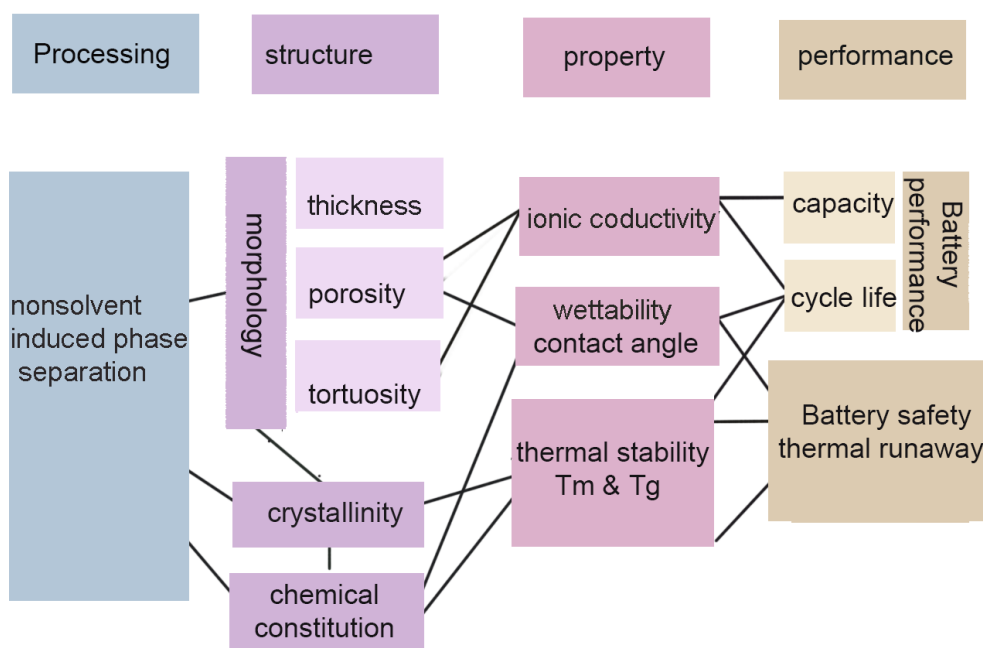 Processing
structure
property
performance
nonsolvent
induced phase
separation
morphology
thickness
porosity
tortuosity
crystallinity
chemical
constitution
ionic coductivity
wettability
contact angle
thermal stability
Tm & Tg
capacity
cycle life
Battery
performance
Battery safety
thermal runaway